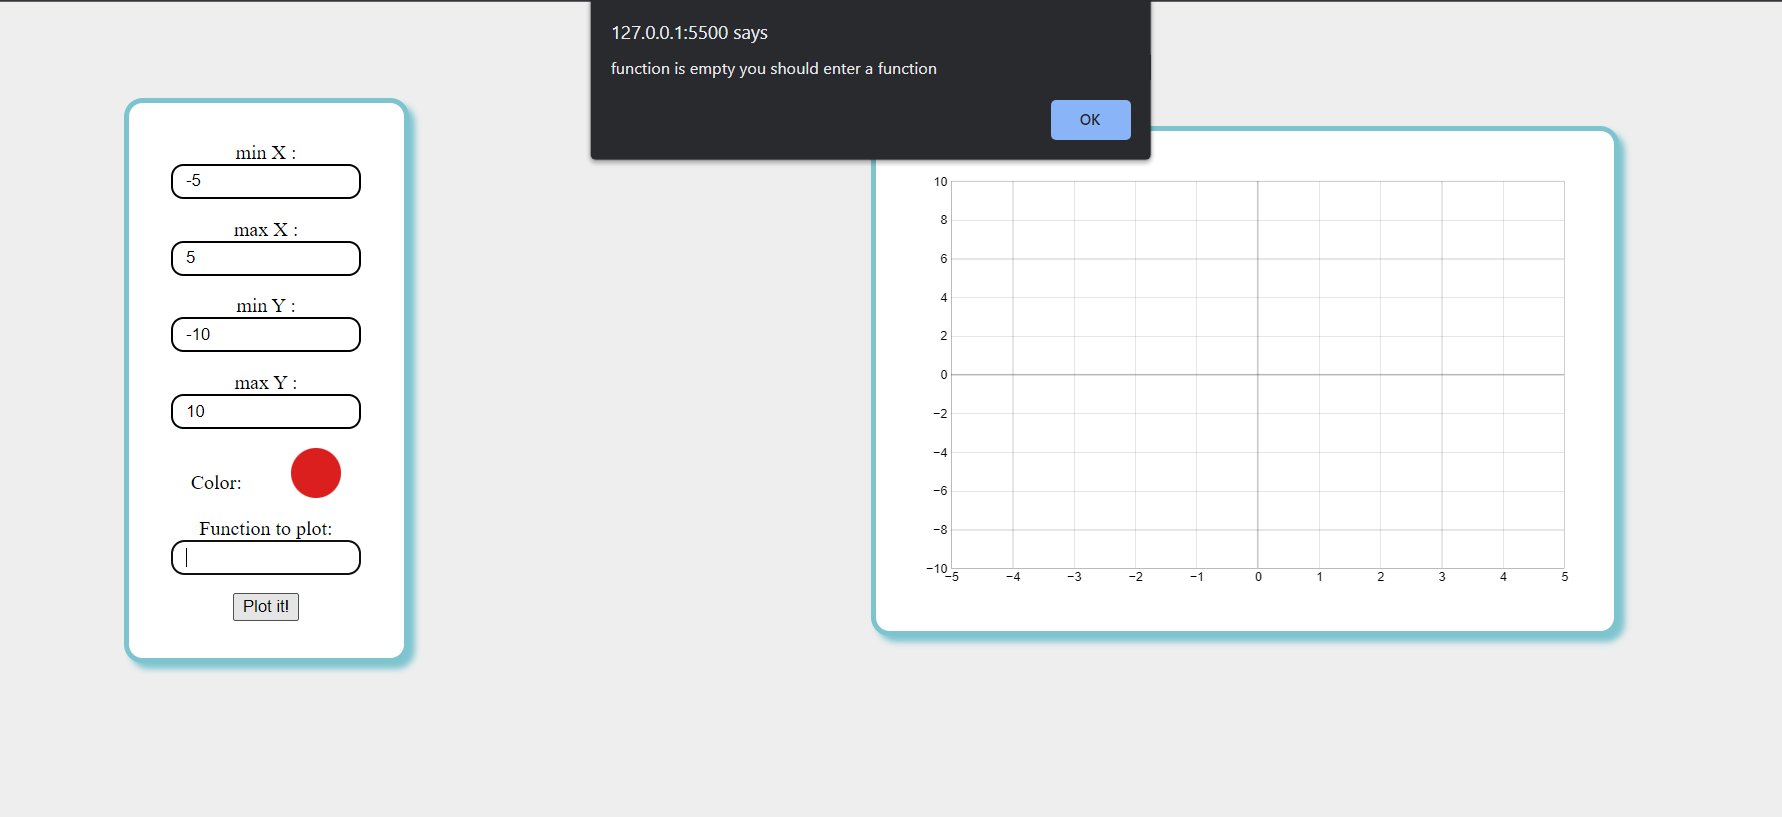 127.0.0.1:5500 says
function is empty you should enter a function
OK
min X :
-5
max X :
5
min Y :
-10
max Y :
10
Color:
Function to plot:
Plot it!
10
8
6
4
2
0
−2
−4
−6
−8
−10
−5 −4 −3 −2 −1 0 1 2 3 4 5